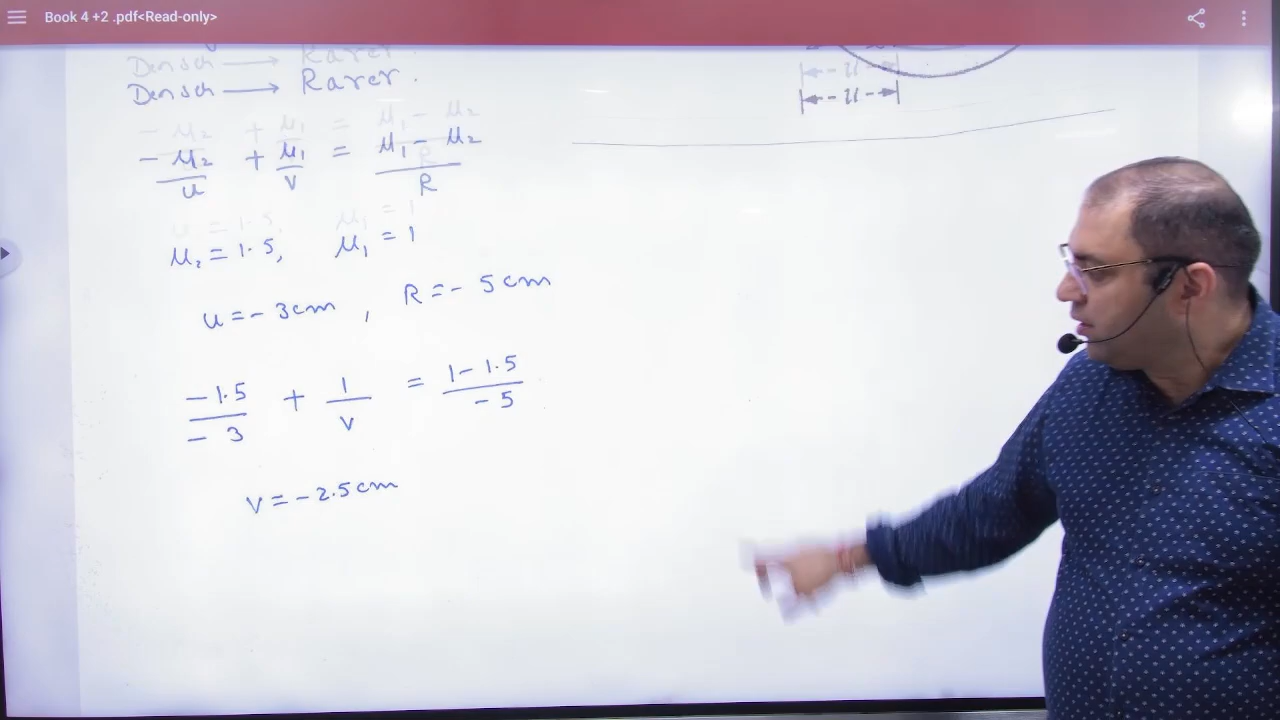 Book 4 +2 .pdf<Read-only>
Densch → Rarer.
- μ₂/u + μ₁/v = μ₁ - μ₂/R
← - u - →
μ₂ = 1.5, μ₁ = 1
u = - 3cm , R = - 5cm
-1.5/- 3 + 1/v = 1 - 1.5/- 5
v = - 2.5cm